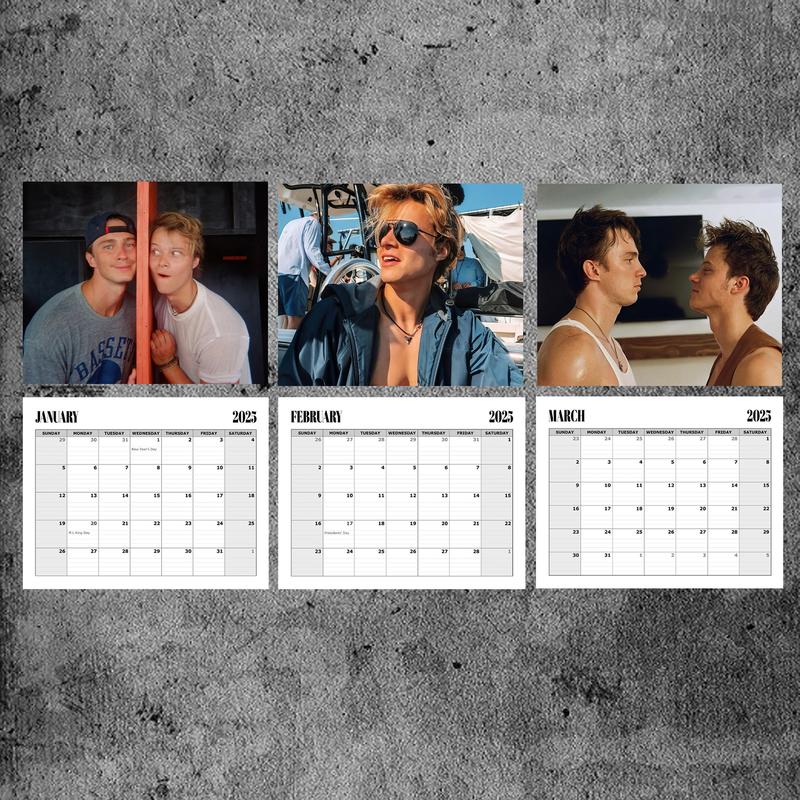 BASSET
JANUARY 2025
SUNDAY MONDAY TUESDAY WEDNESDAY THURSDAY FRIDAY SATURDAY
29 30 31 1 2 3 4
New Year's Day
5 6 7 8 9 10 11
12 13 14 15 16 17 18
19 20 21 22 23 24 25
M L King Day
26 27 28 29 30 31 1
FEBRUARY 2025
SUNDAY MONDAY TUESDAY WEDNESDAY THURSDAY FRIDAY SATURDAY
26 27 28 29 30 31 1
2 3 4 5 6 7 8
9 10 11 12 13 14 15
16 17 18 19 20 21 22
Presidents' Day
23 24 25 26 27 28 1
MARCH 2025
SUNDAY MONDAY TUESDAY WEDNESDAY THURSDAY FRIDAY SATURDAY
23 24 25 26 27 28 1
2 3 4 5 6 7 8
9 10 11 12 13 14 15
16 17 18 19 20 21 22
23 24 25 26 27 28 29
30 31 1 2 3 4 5